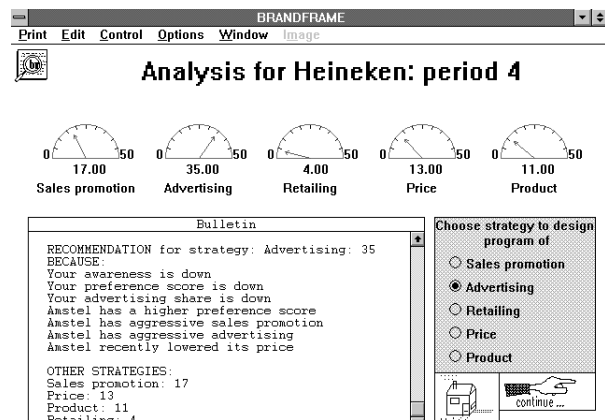 BRANDFRAME
Print Edit Control Options Window Image
Analysis for Heineken: period 4
0 50 0 50 0 50 0 50 0 50
17.00 35.00 4.00 13.00 11.00
Sales promotion Advertising Retailing Price Product
Bulletin
RECOMMENDATION for strategy: Advertising: 35
BECAUSE:
Your awareness is down
Your preference score is down
Your advertising share is down
Amstel has a higher preference score
Amstel has aggressive sales promotion
Amstel has aggressive advertising
Amstel recently lowered its price
OTHER STRATEGIES:
Sales promotion: 17
Price: 13
Product: 11
Retailing: 4
Choose strategy to design
program of
Sales promotion
Advertising
Retailing
Price
Product
continue ...